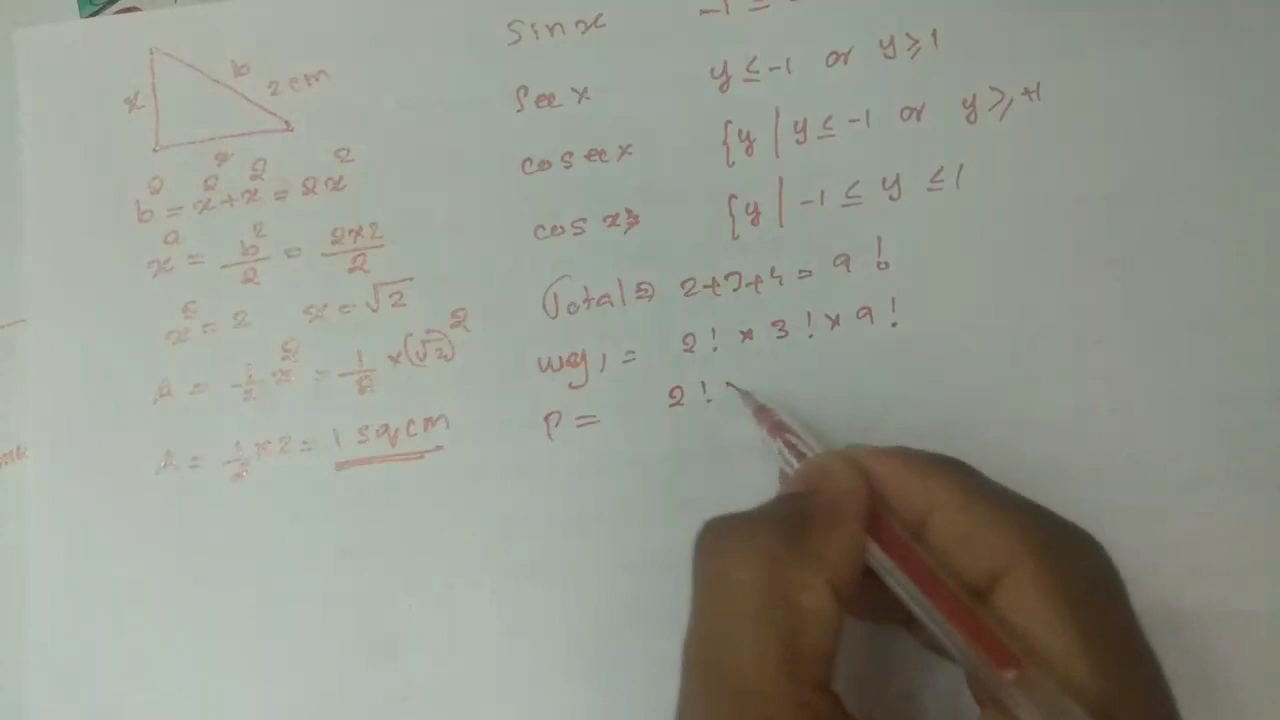 x
b
2 cm
x
b² = x² + x² = 2x²
x² = b²/2 = 2×2/2
x² = 2 x = √2
A = 1/2 x² = 1/2 × (√2)²
A = 1/2 × 2 = 1 sq cm
sin x -1 ≤
sec x y ≤ -1 or y ≥ 1
cosec x {y | y ≤ -1 or y ≥ +1
cos x {y | -1 ≤ y ≤ 1
Total = 2+3+4 = 9!
= 2! × 3! × 9!
P = 2!